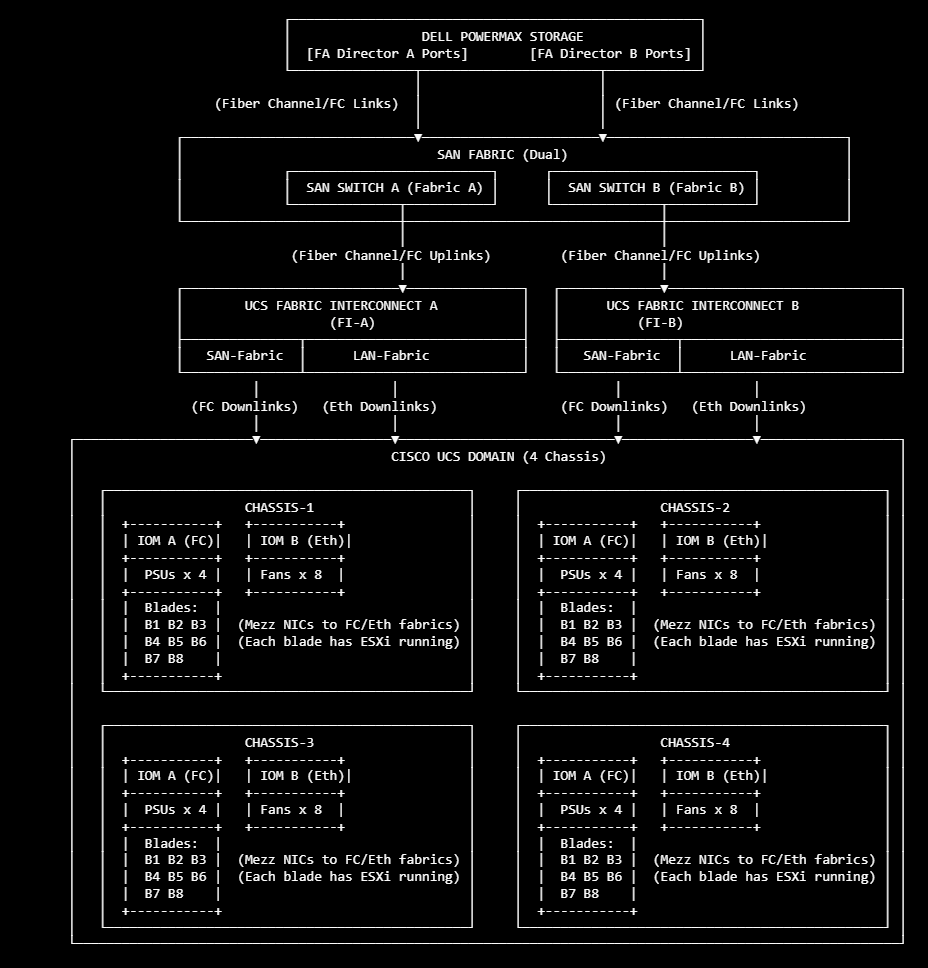 DELL POWERMAX STORAGE
[FA Director A Ports] [FA Director B Ports]
(Fiber Channel/FC Links) (Fiber Channel/FC Links)
SAN FABRIC (Dual)
SAN SWITCH A (Fabric A) SAN SWITCH B (Fabric B)
(Fiber Channel/FC Uplinks) (Fiber Channel/FC Uplinks)
UCS FABRIC INTERCONNECT A UCS FABRIC INTERCONNECT B
(FI-A) (FI-B)
SAN-Fabric LAN-Fabric SAN-Fabric LAN-Fabric
(FC Downlinks) (Eth Downlinks) (FC Downlinks) (Eth Downlinks)
CISCO UCS DOMAIN (4 Chassis)
CHASSIS-1
IOM A (FC) IOM B (Eth)
PSUs x 4 Fans x 8
Blades:
B1 B2 B3 (Mezz NICs to FC/Eth fabrics)
B4 B5 B6 (Each blade has ESXi running)
B7 B8
CHASSIS-2
IOM A (FC) IOM B (Eth)
PSUs x 4 Fans x 8
Blades:
B1 B2 B3 (Mezz NICs to FC/Eth fabrics)
B4 B5 B6 (Each blade has ESXi running)
B7 B8
CHASSIS-3
IOM A (FC) IOM B (Eth)
PSUs x 4 Fans x 8
Blades:
B1 B2 B3 (Mezz NICs to FC/Eth fabrics)
B4 B5 B6 (Each blade has ESXi running)
B7 B8
CHASSIS-4
IOM A (FC) IOM B (Eth)
PSUs x 4 Fans x 8
Blades:
B1 B2 B3 (Mezz NICs to FC/Eth fabrics)
B4 B5 B6 (Each blade has ESXi running)
B7 B8